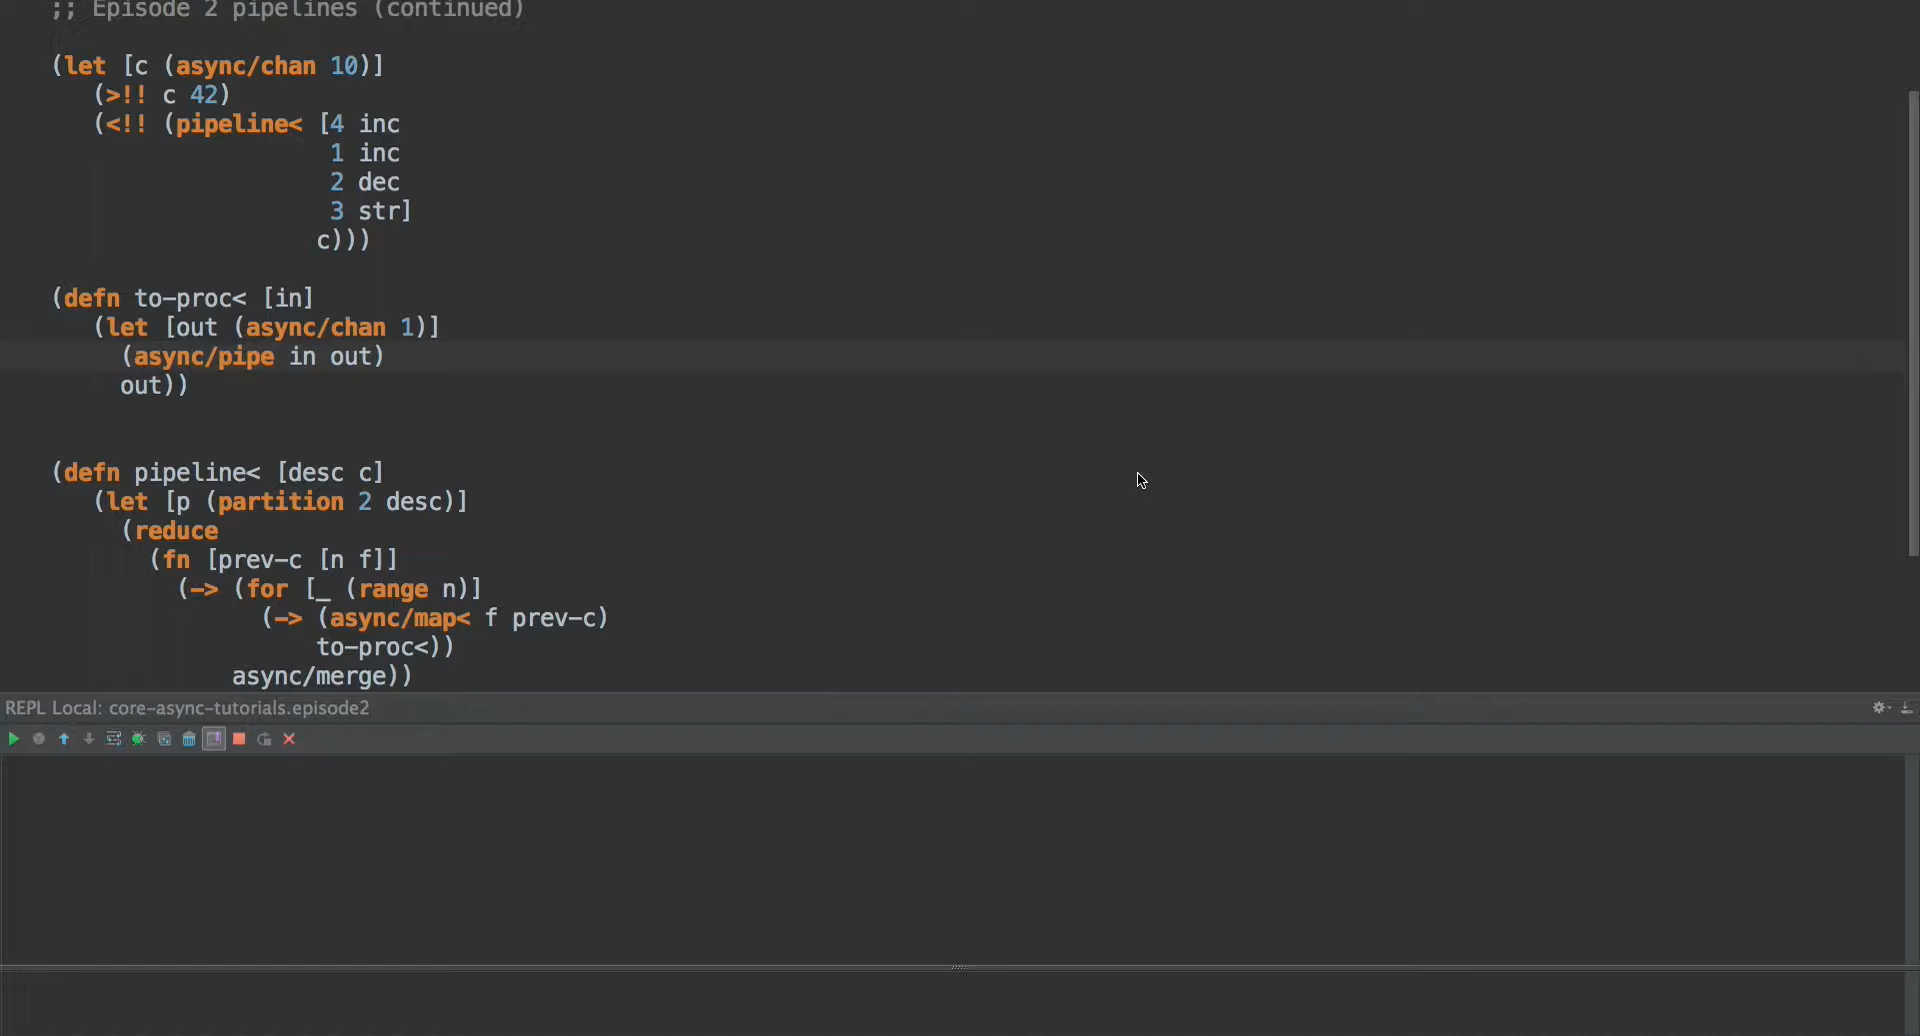 ;; Episode 2 pipelines (continued)
(let [c (async/chan 10)]
(>!! c 42)
(<!! (pipeline< [4 inc
1 inc
2 dec
3 str]
c)))
(defn to-proc< [in]
(let [out (async/chan 1)]
(async/pipe in out)
out))
(defn pipeline< [desc c]
(let [p (partition 2 desc)]
(reduce
(fn [prev-c [n f]]
(-> (for [_ (range n)]
(-> (async/map< f prev-c)
to-proc<))
async/merge))
REPL Local: core-async-tutorials.episode2